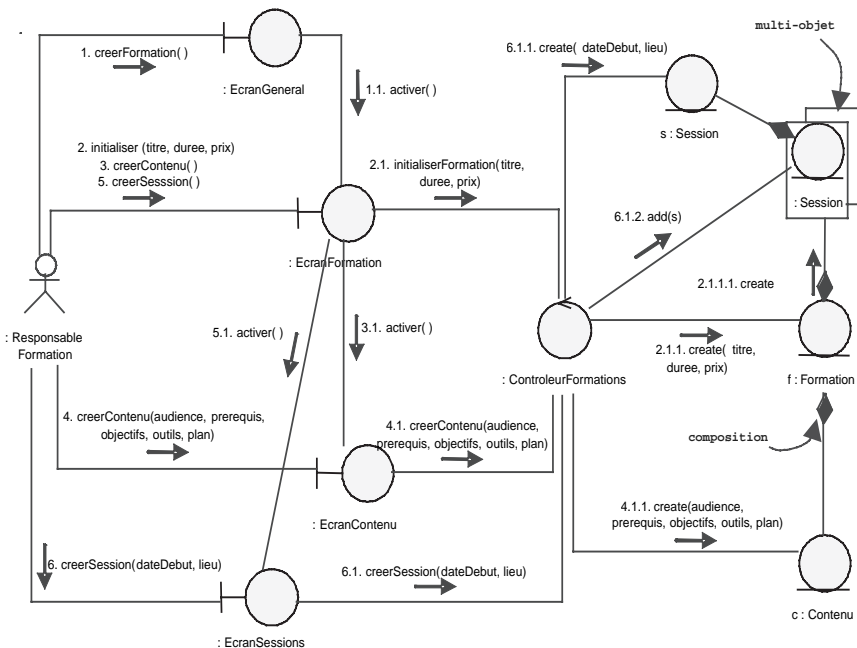 multi-objet
1. creerFormation( )
: EcranGeneral
1.1. activer( )
6.1.1. create( dateDebut, lieu)
s : Session
2. initialiser (titre, duree, prix)
3. creerContenu( )
5. creerSesssion( )
2.1. initialiserFormation(titre,
duree, prix)
: EcranFormation
6.1.2. add(s)
: Session
2.1.1.1. create
: Responsable
Formation
5.1. activer( )
3.1. activer( )
: ControleurFormations
2.1.1. create( titre,
duree, prix)
f : Formation
4. creerContenu(audience, prerequis,
objectifs, outils, plan)
4.1. creerContenu(audience,
prerequis, objectifs, outils, plan)
composition
: EcranContenu
4.1.1. create(audience,
prerequis, objectifs, outils, plan)
6. creerSession(dateDebut, lieu)
6.1. creerSession(dateDebut, lieu)
c : Contenu
: EcranSessions